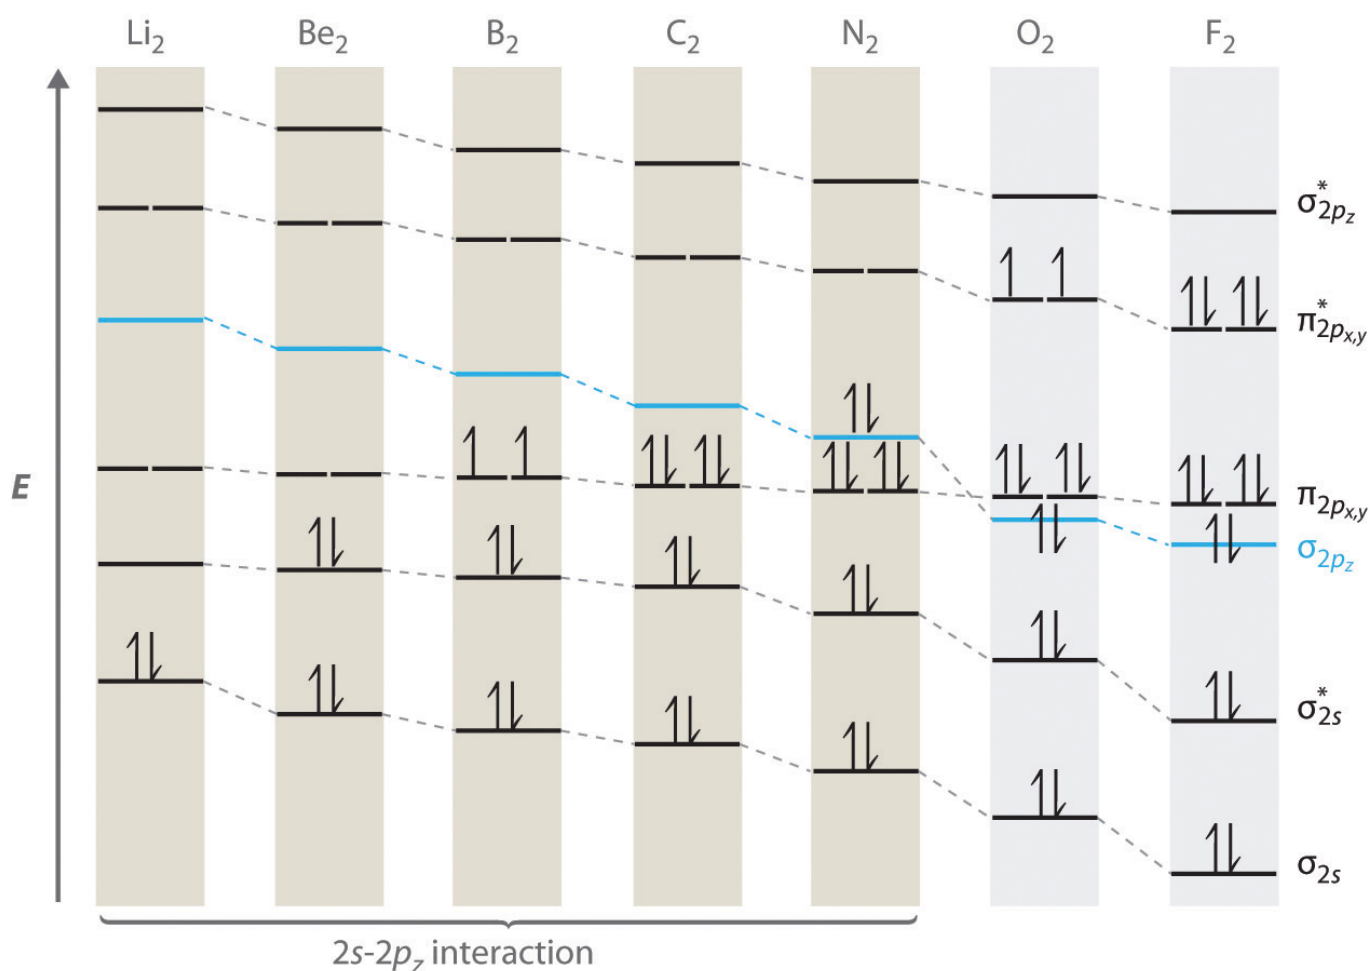 Li₂ Be₂ B₂ C₂ N₂ O₂ F₂
E
σ*₂pz
π*₂px,y
π₂px,y
σ₂pz
σ*₂s
σ₂s
2s-2pz interaction